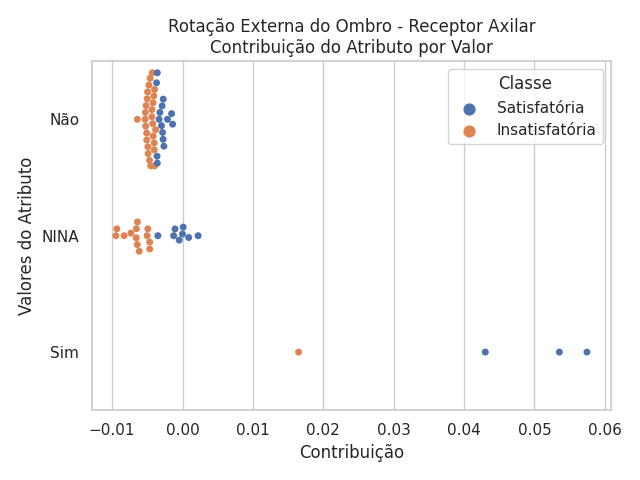 Rotação Externa do Ombro - Receptor Axilar
Contribuição do Atributo por Valor
Classe
Satisfatória
Insatisfatória
Valores do Atributo
Não
NINA
Sim
−0.01 0.00 0.01 0.02 0.03 0.04 0.05 0.06
Contribuição